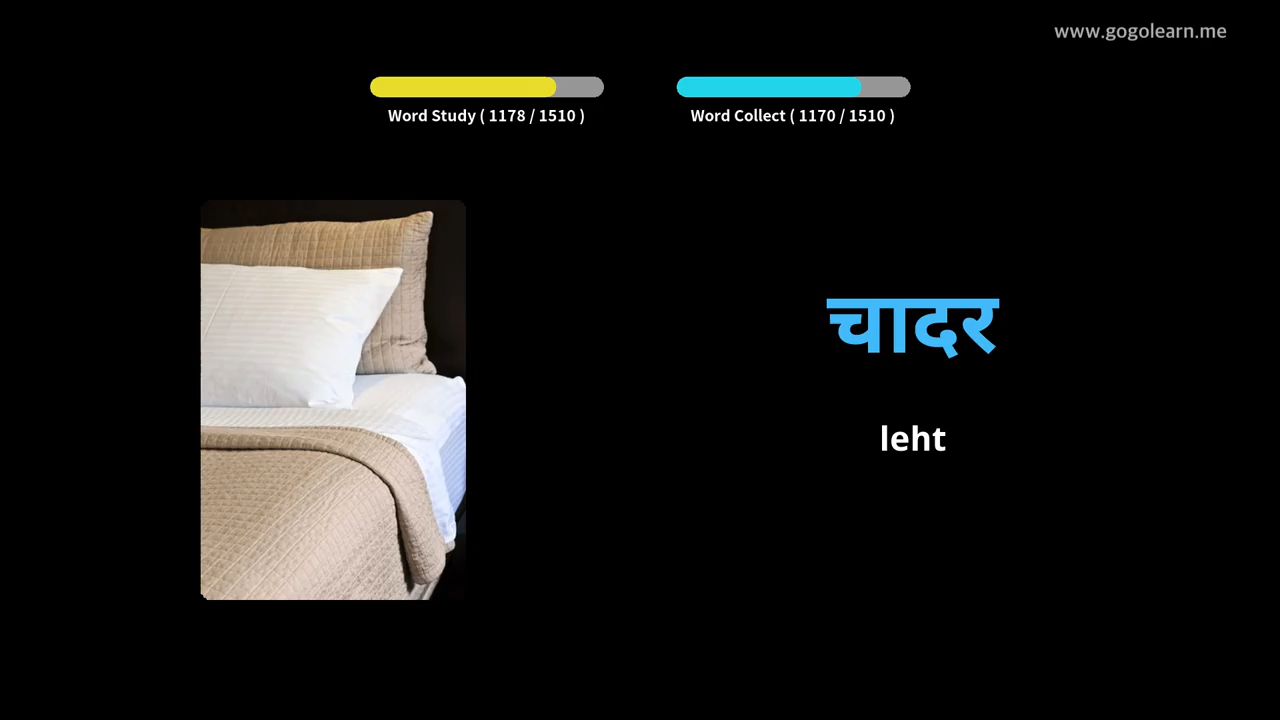 www.gogolearn.me
Word Study ( 1178 / 1510 )
Word Collect ( 1170 / 1510 )
चादर
leht